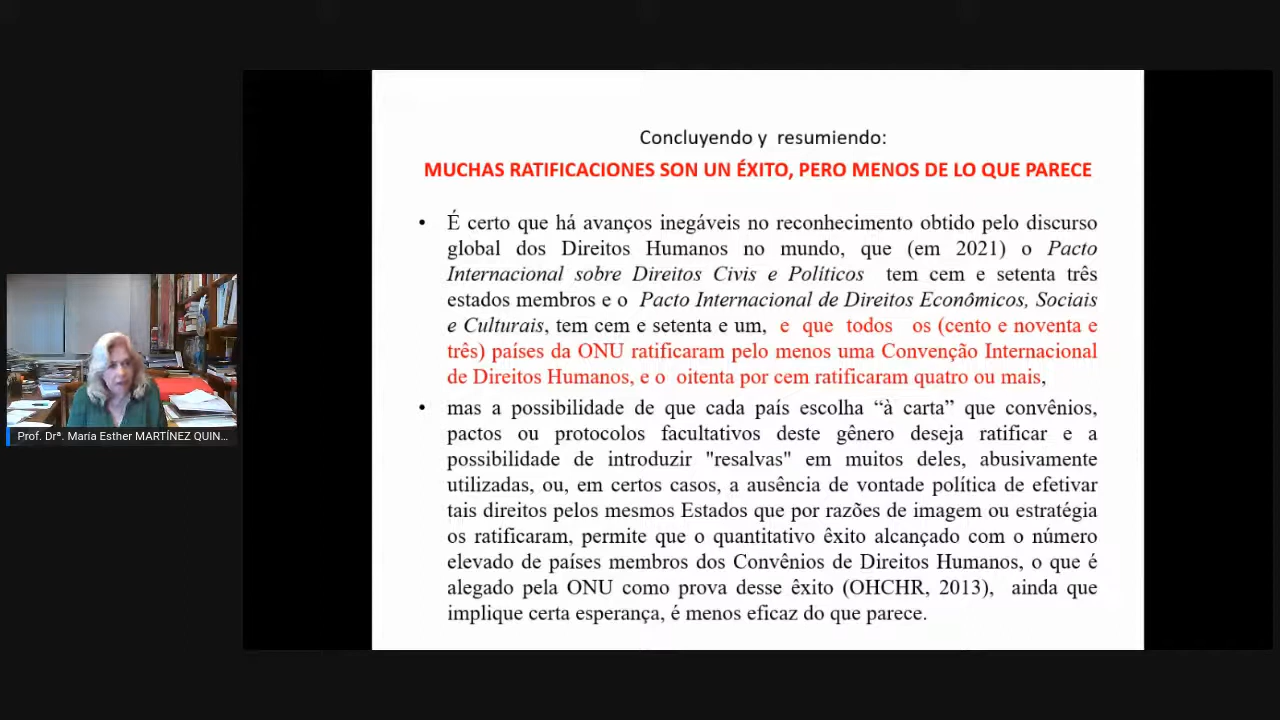 Concluyendo y resumiendo:
MUCHAS RATIFICACIONES SON UN ÉXITO, PERO MENOS DE LO QUE PARECE
• É certo que há avanços inegáveis no reconhecimento obtido pelo discurso
global dos Direitos Humanos no mundo, que (em 2021) o Pacto
Internacional sobre Direitos Civis e Políticos tem cem e setenta três
estados membros e o Pacto Internacional de Direitos Econômicos, Sociais
e Culturais, tem cem e setenta e um, e que todos os (cento e noventa e
três) países da ONU ratificaram pelo menos uma Convenção Internacional
de Direitos Humanos, e o oitenta por cem ratificaram quatro ou mais,
• mas a possibilidade de que cada país escolha “à carta” que convênios,
pactos ou protocolos facultativos deste gênero deseja ratificar e a
possibilidade de introduzir "resalvas" em muitos deles, abusivamente
utilizadas, ou, em certos casos, a ausência de vontade política de efetivar
tais direitos pelos mesmos Estados que por razões de imagem ou estratégia
os ratificaram, permite que o quantitativo êxito alcançado com o número
elevado de países membros dos Convênios de Direitos Humanos, o que é
alegado pela ONU como prova desse êxito (OHCHR, 2013), ainda que
implique certa esperança, é menos eficaz do que parece.
Prof. Drª. María Esther MARTÍNEZ QUIN...